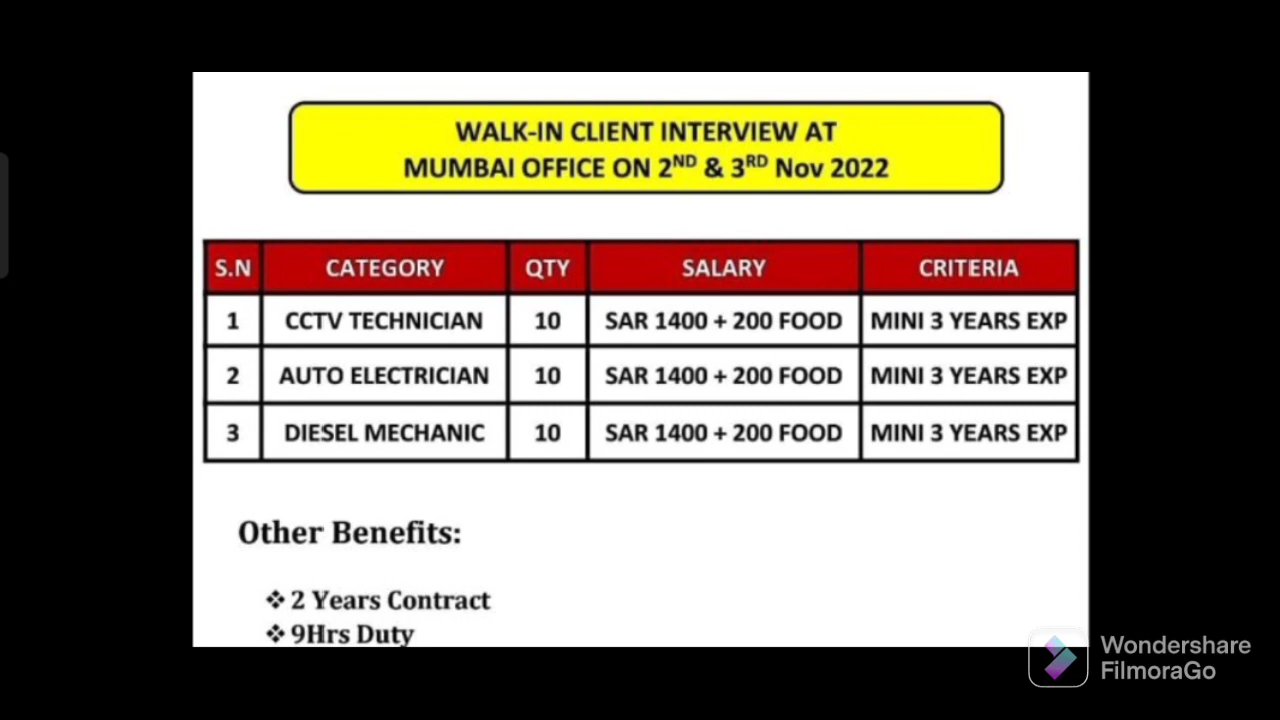 WALK-IN CLIENT INTERVIEW AT
MUMBAI OFFICE ON 2ND & 3RD Nov 2022
S.N CATEGORY QTY SALARY CRITERIA
1 CCTV TECHNICIAN 10 SAR 1400 + 200 FOOD MINI 3 YEARS EXP
2 AUTO ELECTRICIAN 10 SAR 1400 + 200 FOOD MINI 3 YEARS EXP
3 DIESEL MECHANIC 10 SAR 1400 + 200 FOOD MINI 3 YEARS EXP
Other Benefits:
❖ 2 Years Contract
❖ 9Hrs Duty
Wondershare
FilmoraGo